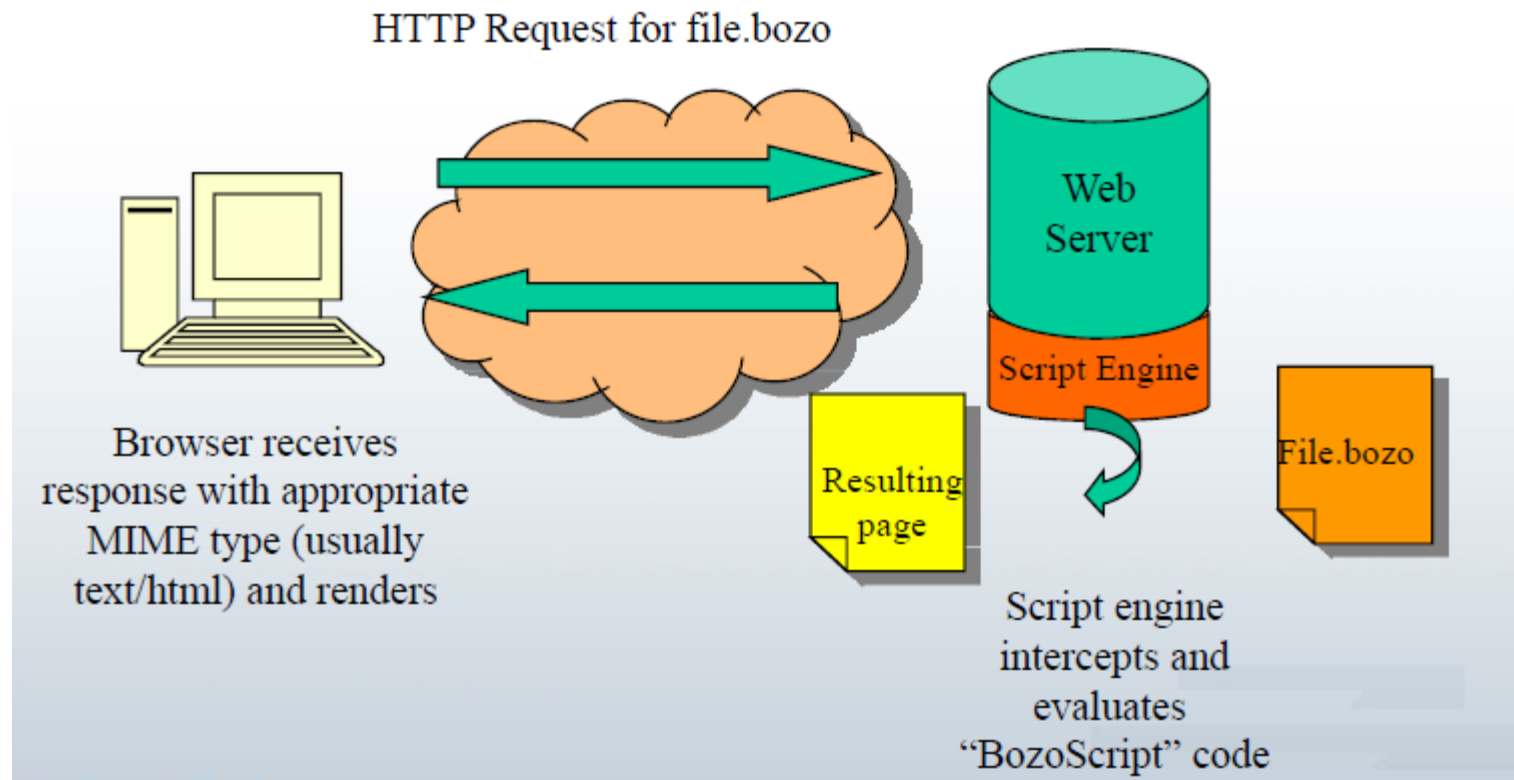 HTTP Request for file.bozo
Web
Server
Script Engine
File.bozo
Resulting
page
Browser receives
response with appropriate
MIME type (usually
text/html) and renders
Script engine
intercepts and
evaluates
“BozoScript” code